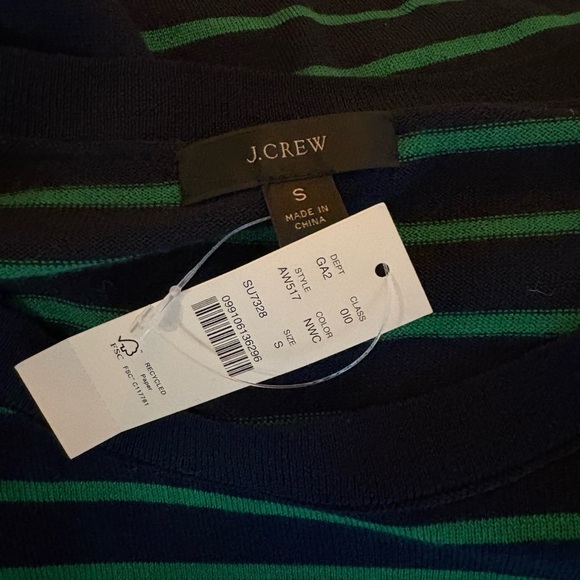 J.CREW
S
MADE IN
CHINA
DEPT CLASS
GA2 010
STYLE COLOR SIZE
AW517 NWC S
SU7328
099106136296
FSC
RECYCLED
Paper
FSC® C117781